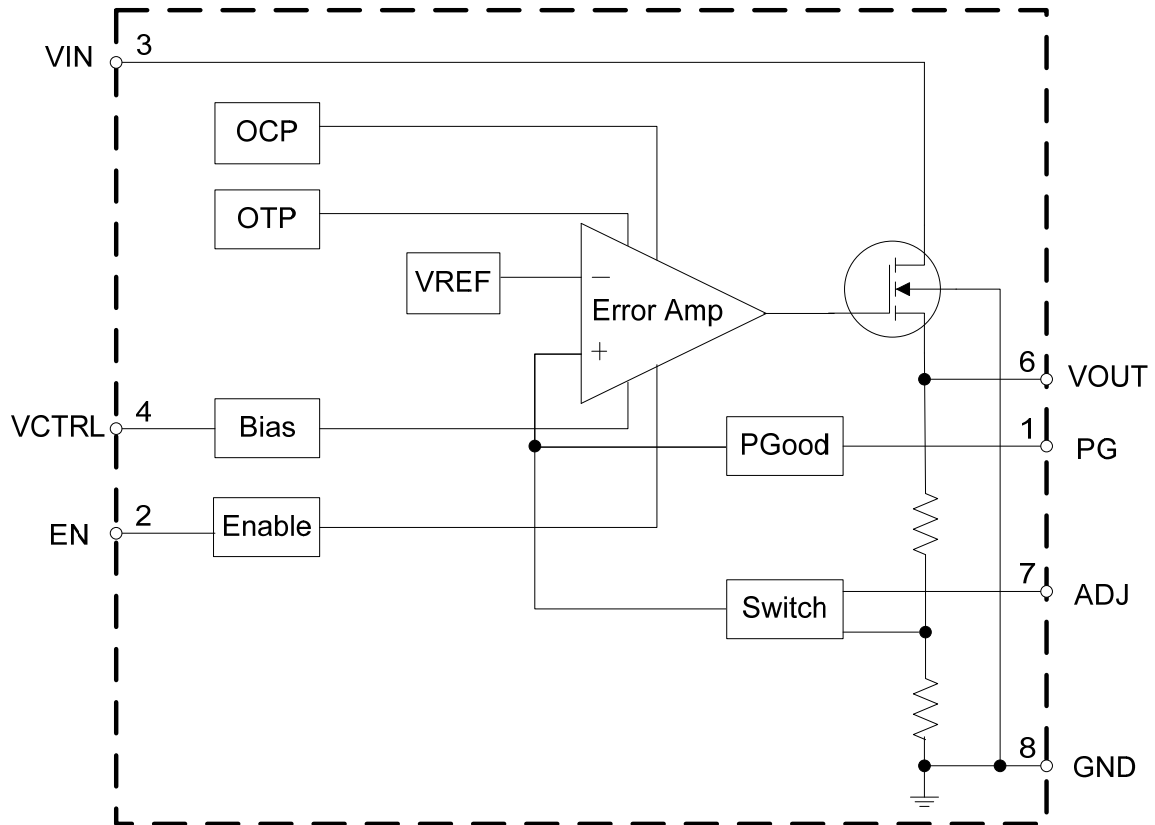 VIN 3
OCP
OTP
VREF
−
Error Amp
+
6 VOUT
VCTRL 4
Bias
PGood
1 PG
EN 2
Enable
7 ADJ
Switch
8 GND